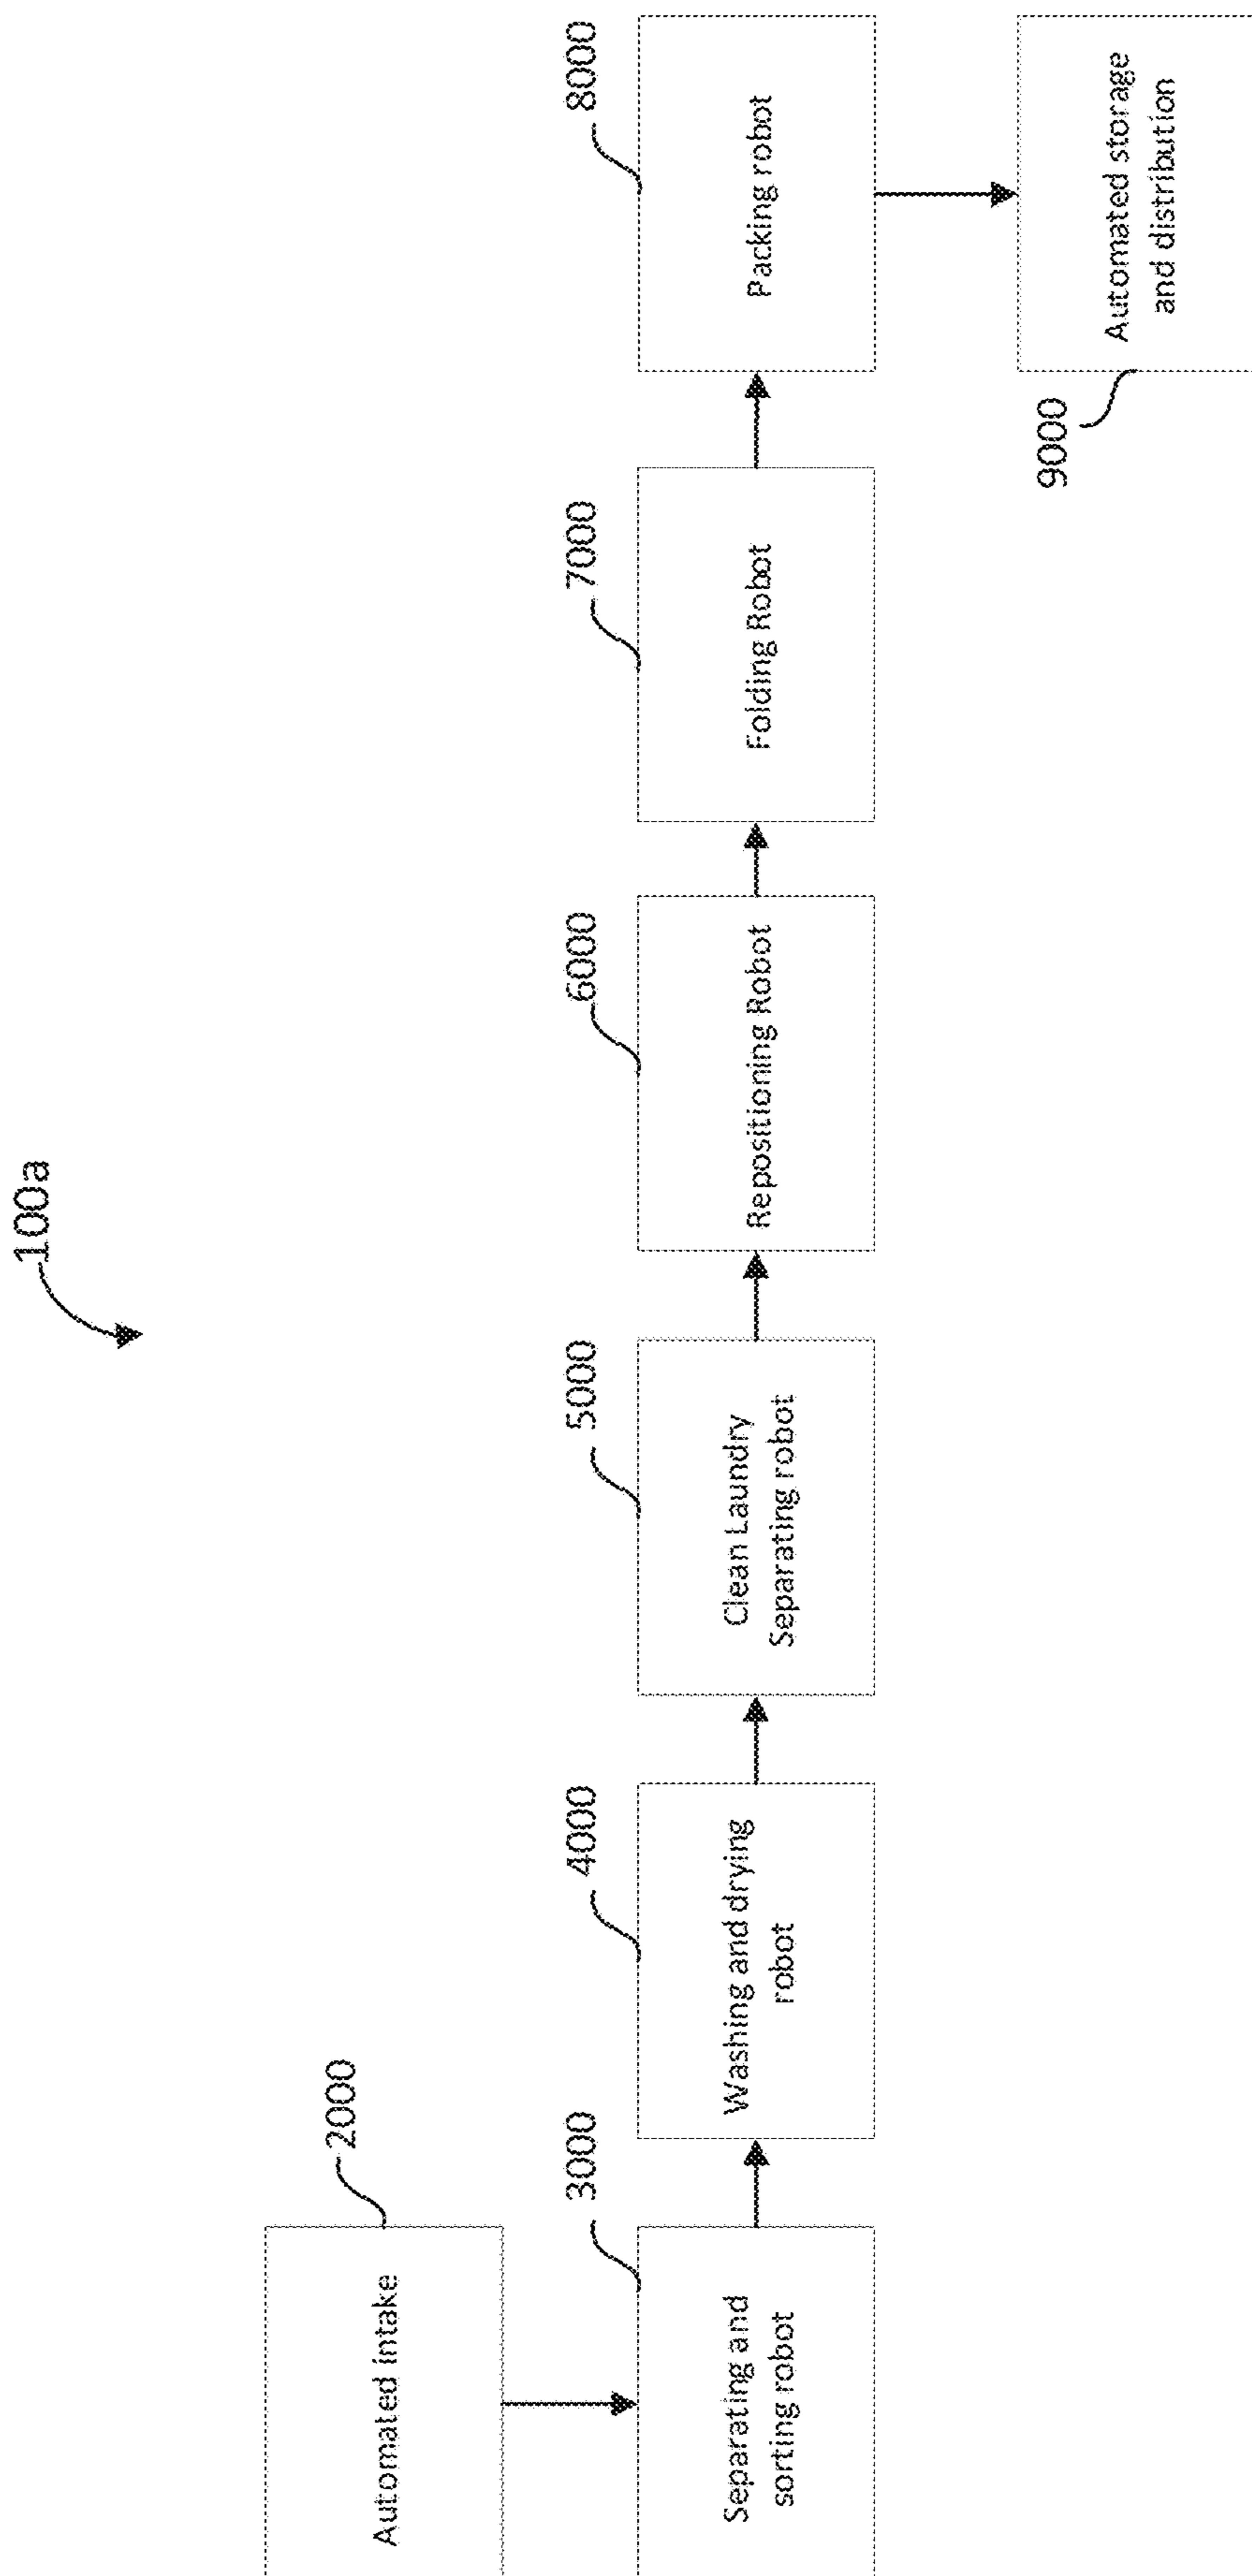 100a
2000
Automated intake
3000
Separating and
sorting robot
4000
Washing and drying
robot
5000
Clean Laundry
Separating robot
6000
Repositioning Robot
7000
Folding Robot
8000
Packing robot
9000
Automated storage
and distribution